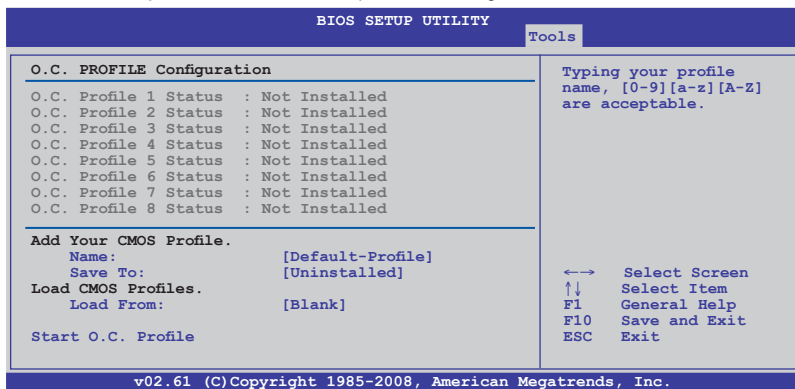 BIOS SETUP UTILITY
Tools
O.C. PROFILE Configuration
O.C. Profile 1 Status : Not Installed
O.C. Profile 2 Status : Not Installed
O.C. Profile 3 Status : Not Installed
O.C. Profile 4 Status : Not Installed
O.C. Profile 5 Status : Not Installed
O.C. Profile 6 Status : Not Installed
O.C. Profile 7 Status : Not Installed
O.C. Profile 8 Status : Not Installed
Add Your CMOS Profile.
Name: [Default-Profile]
Save To: [Uninstalled]
Load CMOS Profiles.
Load From: [Blank]
Start O.C. Profile
Typing your profile
name, [0-9][a-z][A-Z]
are acceptable.
←→ Select Screen
↑↓ Select Item
F1 General Help
F10 Save and Exit
ESC Exit
v02.61 (C)Copyright 1985-2008, American Megatrends, Inc.